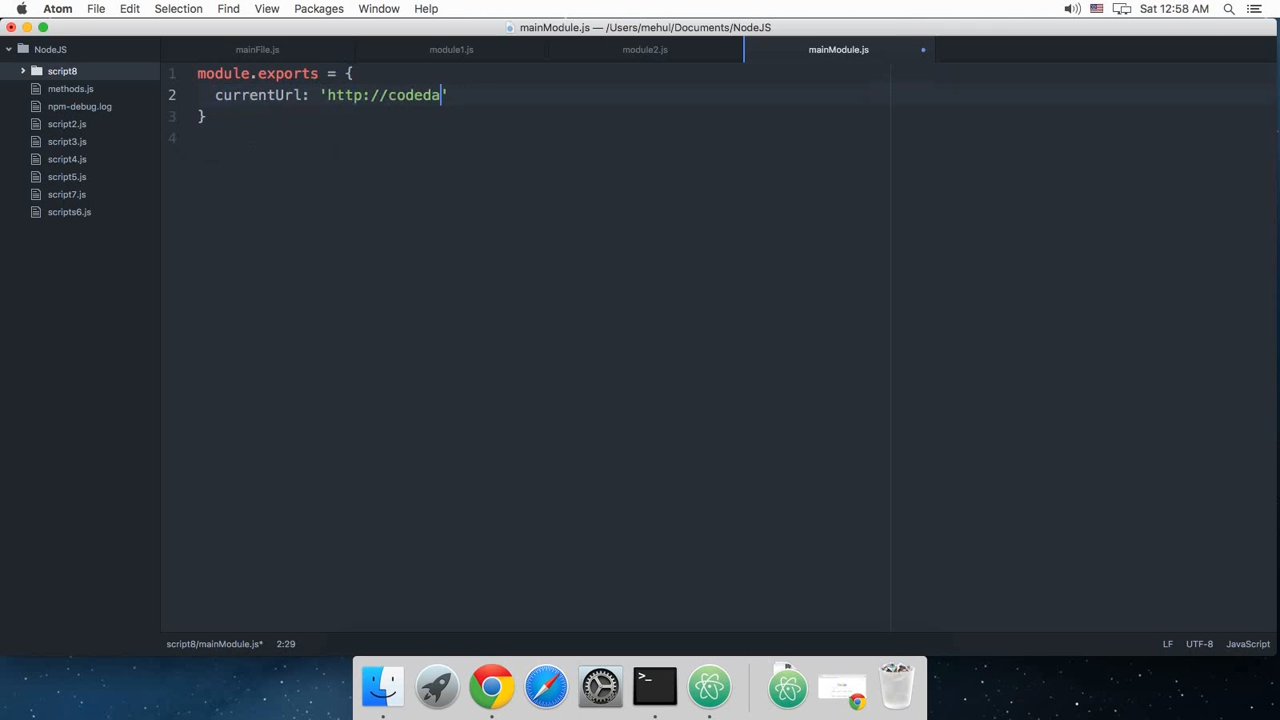 Atom File Edit Selection Find View Packages Window Help Sat 12:58 AM
mainModule.js — /Users/mehul/Documents/NodeJS
NodeJS
script8
methods.js
npm-debug.log
script2.js
script3.js
script4.js
script5.js
script7.js
scripts6.js
mainFile.js module1.js module2.js mainModule.js
1 module.exports = {
2 currentUrl: 'http://codeda'
3 }
4
script8/mainModule.js* 2:29 LF UTF-8 JavaScript
>_